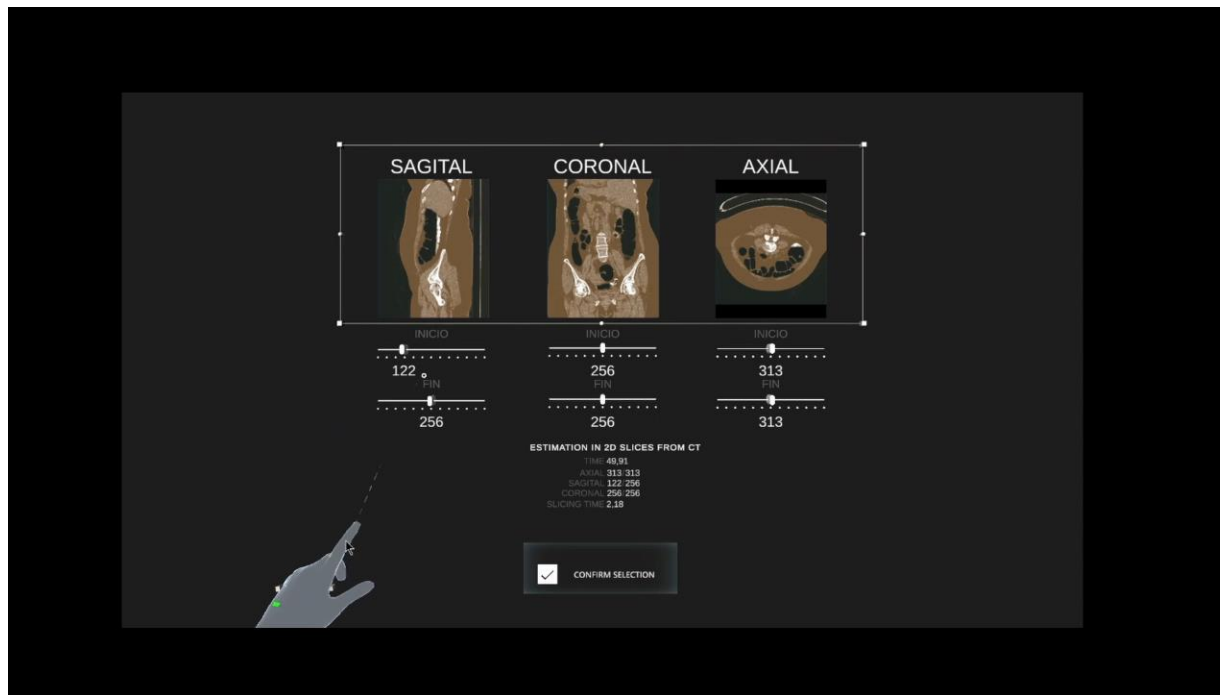 SAGITAL CORONAL AXIAL
INICIO INICIO INICIO
122 256 313
FIN FIN FIN
256 256 313
ESTIMATION IN 2D SLICES FROM CT
TIME 49,91
AXIAL 313/313
SAGITAL 122/256
CORONAL 256/256
SLICING TIME 2,18
CONFIRM SELECTION